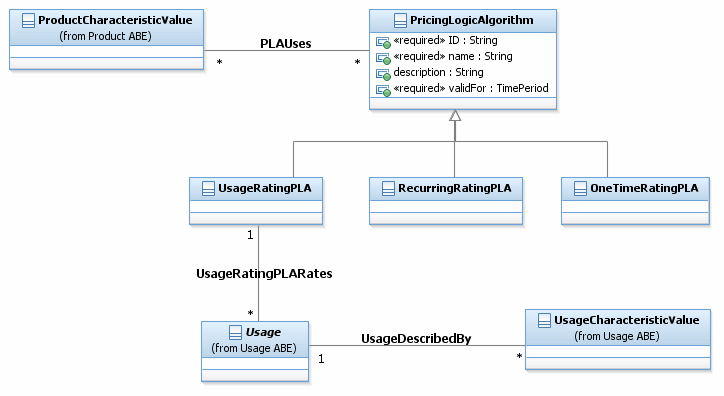 ProductCharacteristicValue
(from Product ABE)
PLAUses
*
*
PricingLogicAlgorithm
«required» ID : String
«required» name : String
description : String
«required» validFor : TimePeriod
UsageRatingPLA
RecurringRatingPLA
OneTimeRatingPLA
1
UsageRatingPLARates
*
Usage
(from Usage ABE)
UsageDescribedBy
1
*
UsageCharacteristicValue
(from Usage ABE)